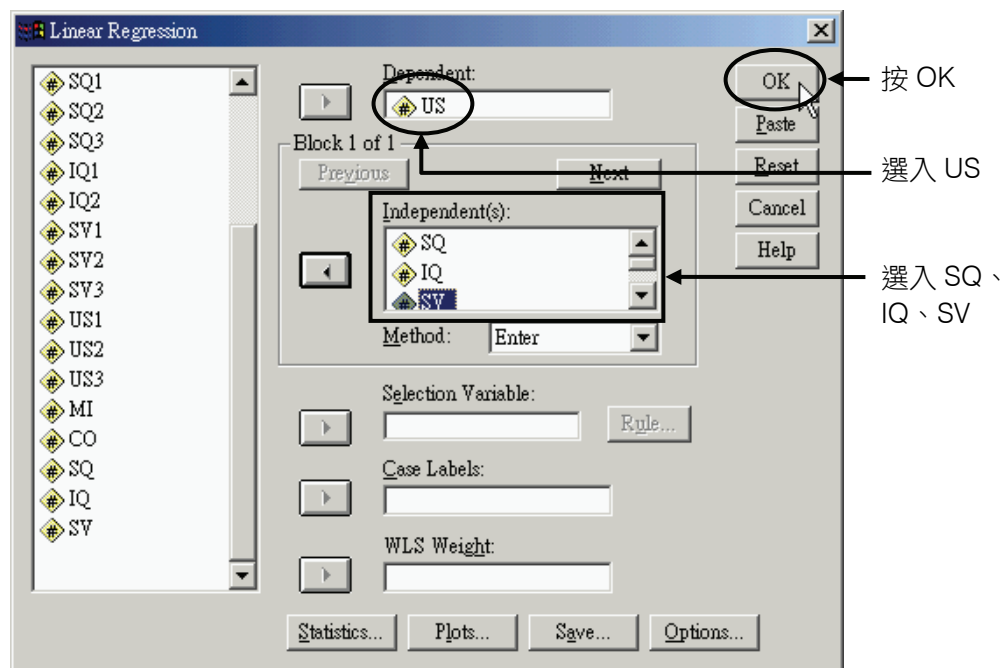 Linear Regression
SQ1
SQ2
SQ3
IQ1
IQ2
SV1
SV2
SV3
US1
US2
US3
MI
CO
SQ
IQ
SV
Dependent:
US
Block 1 of 1
Previous
Next
Independent(s):
SQ
IQ
SV
Method:
Enter
Selection Variable:
Rule...
Case Labels:
WLS Weight:
Statistics...
Plots...
Save...
Options...
OK
Paste
Reset
Cancel
Help
按 OK
選入 US
選入 SQ、
IQ、SV